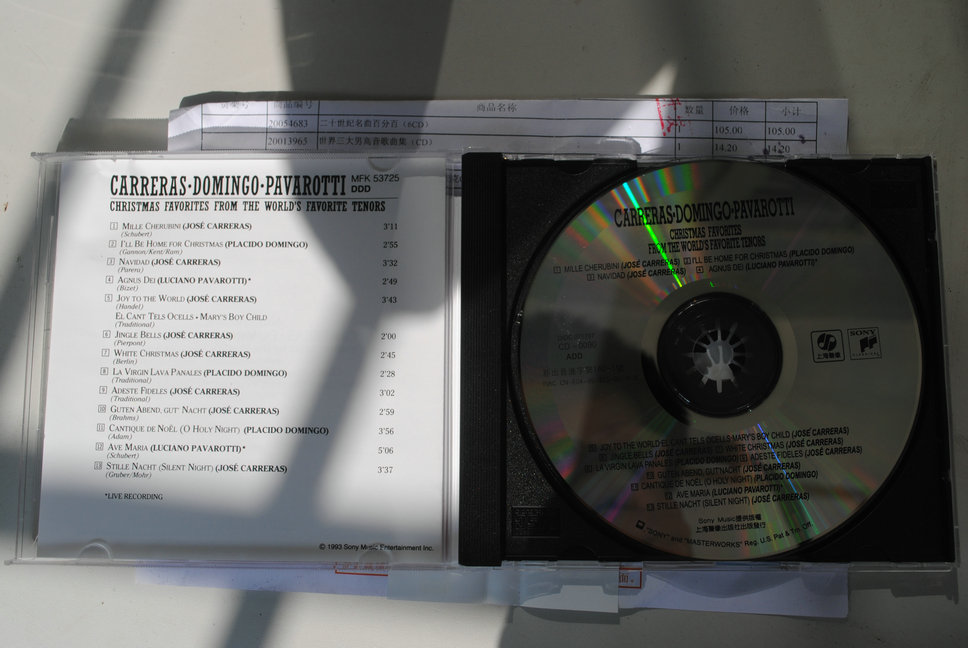 商品编号 商品名称 数量 价格 小计
20054683 二十世纪名曲百分百（6CD） 105.00 105.00
20013965 世界三大男高音歌曲集（CD） 1 14.20 14.20
CARRERAS·DOMINGO·PAVAROTTI MFK 53725
DDD
CHRISTMAS FAVORITES FROM THE WORLD'S FAVORITE TENORS
1 MILLE CHERUBINI (JOSÉ CARRERAS) 3'11
(Schubert)
2 I'LL BE HOME FOR CHRISTMAS (PLACIDO DOMINGO) 2'55
(Gannon/Kent/Ram)
3 NAVIDAD (JOSÉ CARRERAS) 3'32
(Parera)
4 AGNUS DEI (LUCIANO PAVAROTTI)* 2'49
(Bizet)
5 JOY TO THE WORLD (JOSÉ CARRERAS) 3'43
(Handel)
EL CANT TELS OCELLS • MARY'S BOY CHILD
(Traditional)
6 JINGLE BELLS (JOSÉ CARRERAS) 2'00
(Pierpont)
7 WHITE CHRISTMAS (JOSÉ CARRERAS) 2'45
(Berlin)
8 LA VIRGIN LAVA PANALES (PLACIDO DOMINGO) 2'28
(Traditional)
9 ADESTE FIDELES (JOSÉ CARRERAS) 3'02
(Traditional)
10 GUTEN ABEND, GUT' NACHT (JOSÉ CARRERAS) 2'59
(Brahms)
11 CANTIQUE DE NOËL (O HOLY NIGHT) (PLACIDO DOMINGO) 3'56
(Adam)
12 AVE MARIA (LUCIANO PAVAROTTI)* 5'06
(Schubert)
13 STILLE NACHT (SILENT NIGHT) (JOSÉ CARRERAS) 3'37
(Gruber/Mohr)
*LIVE RECORDING
© 1993 Sony Music Entertainment Inc.
CARRERAS·DOMINGO·PAVAROTTI
CHRISTMAS FAVORITES
FROM THE WORLD'S FAVORITE TENORS
1 MILLE CHERUBINI (JOSÉ CARRERAS) 2 I'LL BE HOME FOR CHRISTMAS (PLACIDO DOMINGO)
3 NAVIDAD (JOSÉ CARRERAS) 4 AGNUS DEI (LUCIANO PAVAROTTI)*
CD-0090
ADD
上海声像
SONY
CLASSICAL
5 JOY TO THE WORLD·EL CANT TELS OCELLS·MARY'S BOY CHILD (JOSÉ CARRERAS)
6 JINGLE BELLS (JOSÉ CARRERAS) 7 WHITE CHRISTMAS (JOSÉ CARRERAS)
8 LA VIRGIN LAVA PANALES (PLACIDO DOMINGO) 9 ADESTE FIDELES (JOSÉ CARRERAS)
10 GUTEN ABEND, GUTNACHT (JOSÉ CARRERAS)
11 CANTIQUE DE NOËL (O HOLY NIGHT) (PLACIDO DOMINGO)
12 AVE MARIA (LUCIANO PAVAROTTI)*
13 STILLE NACHT (SILENT NIGHT) (JOSÉ CARRERAS)
Sony Music提供版權
上海聲像出版社出版發行
"SONY" and "MASTERWORKS" Reg. U.S. Pat & Tm. Off.